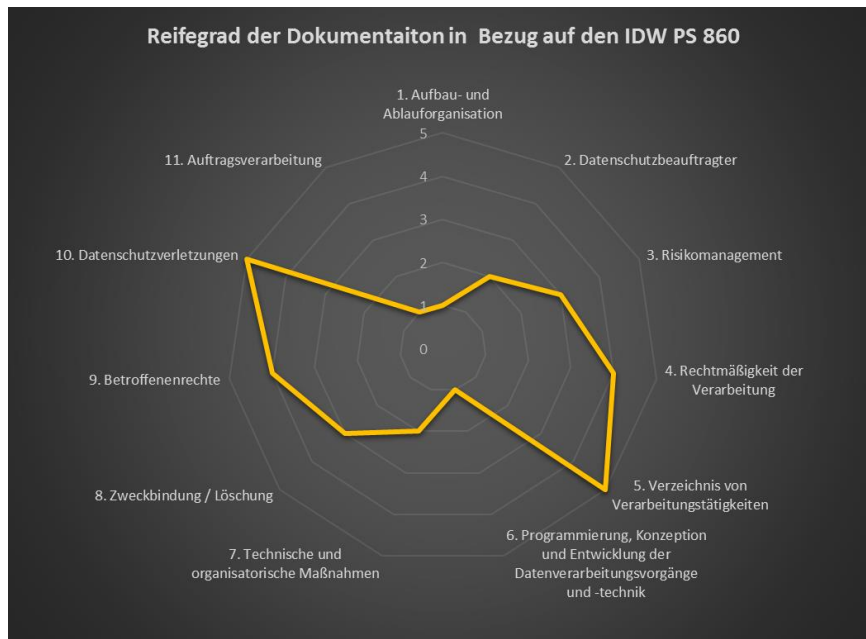 Reifegrad der Dokumentaiton in  Bezug auf den IDW PS 860
1. Aufbau- und
Ablauforganisation
2. Datenschutzbeauftragter
3. Risikomanagement
4. Rechtmäßigkeit der
Verarbeitung
5. Verzeichnis von
Verarbeitungstätigkeiten
6. Programmierung, Konzeption
und Entwicklung der
Datenverarbeitungsvorgänge
und -technik
7. Technische und
organisatorische Maßnahmen
8. Zweckbindung / Löschung
9. Betroffenenrechte
10. Datenschutzverletzungen
11. Auftragsverarbeitung
5
4
3
2
1
0